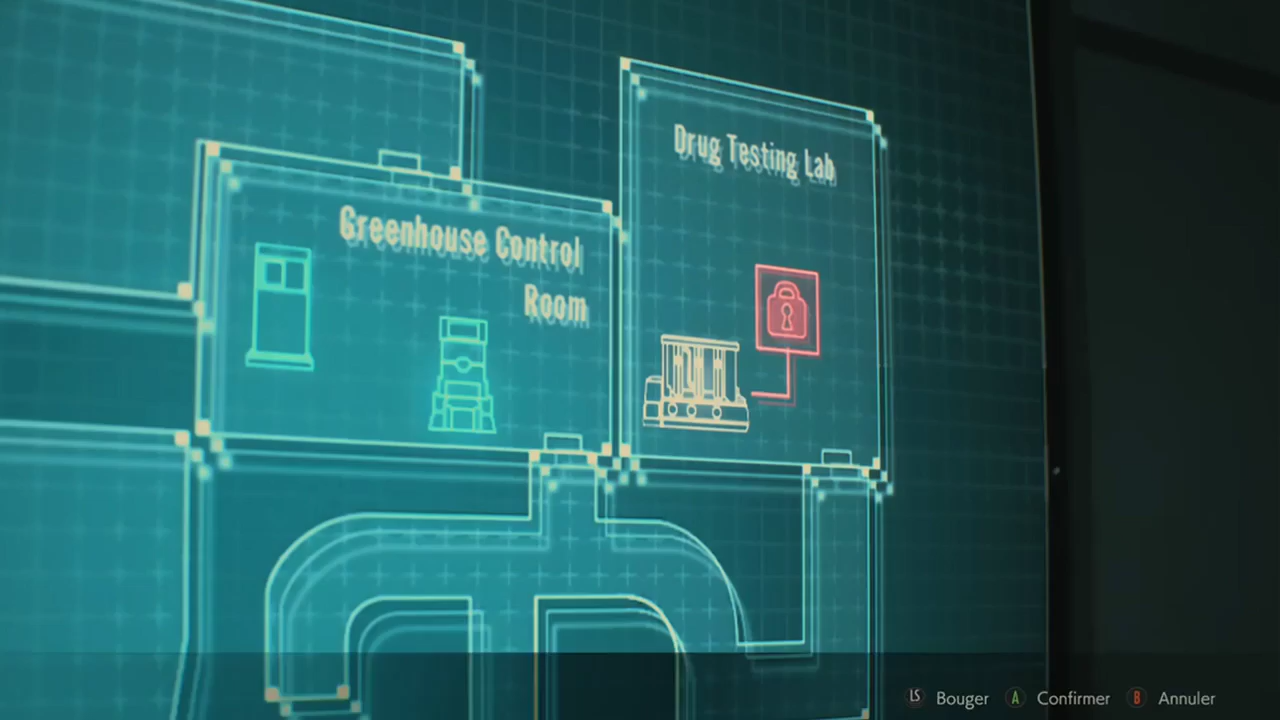 Drug Testing Lab
Greenhouse Control
Room
LS Bouger A Confirmer B Annuler